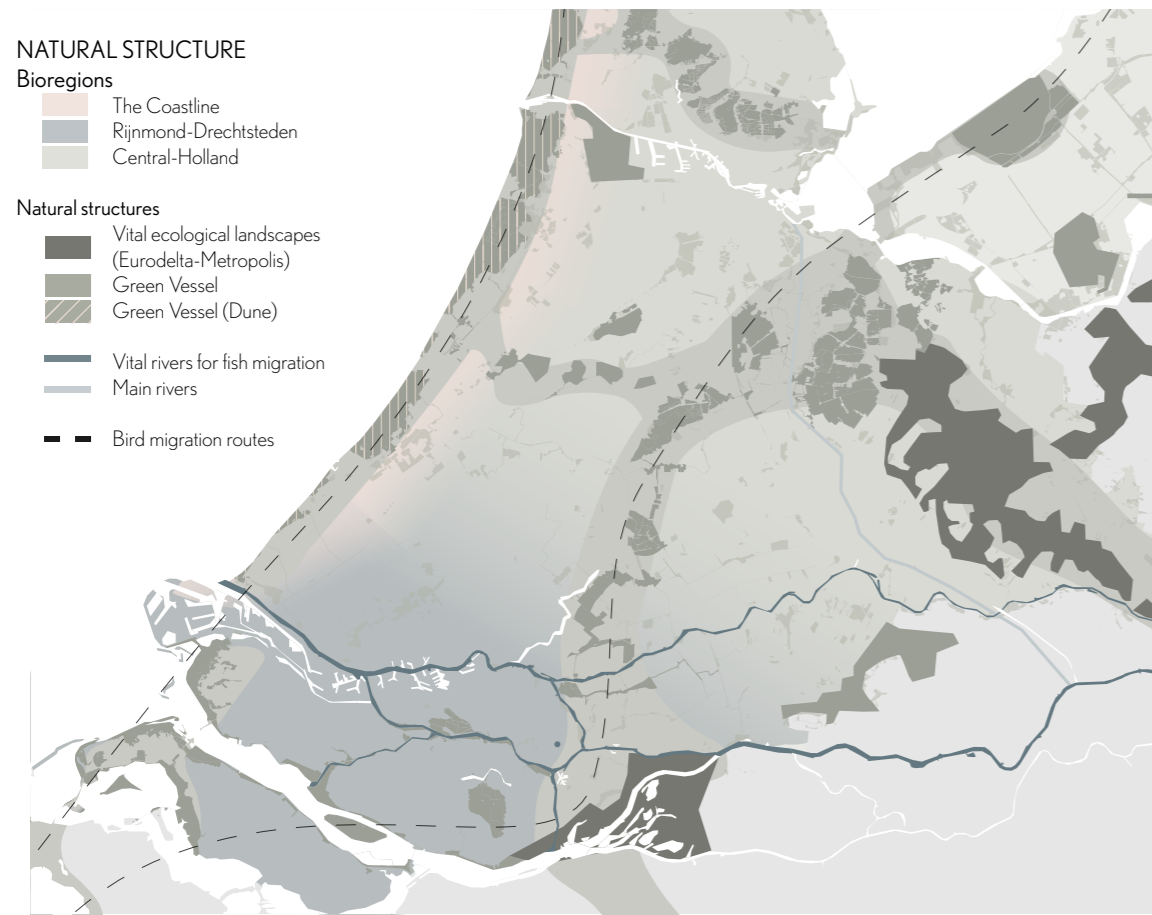 NATURAL STRUCTURE
Bioregions
The Coastline
Rijnmond-Drechtsteden
Central-Holland
Natural structures
Vital ecological landscapes
(Eurodelta-Metropolis)
Green Vessel
Green Vessel (Dune)
Vital rivers for fish migration
Main rivers
Bird migration routes